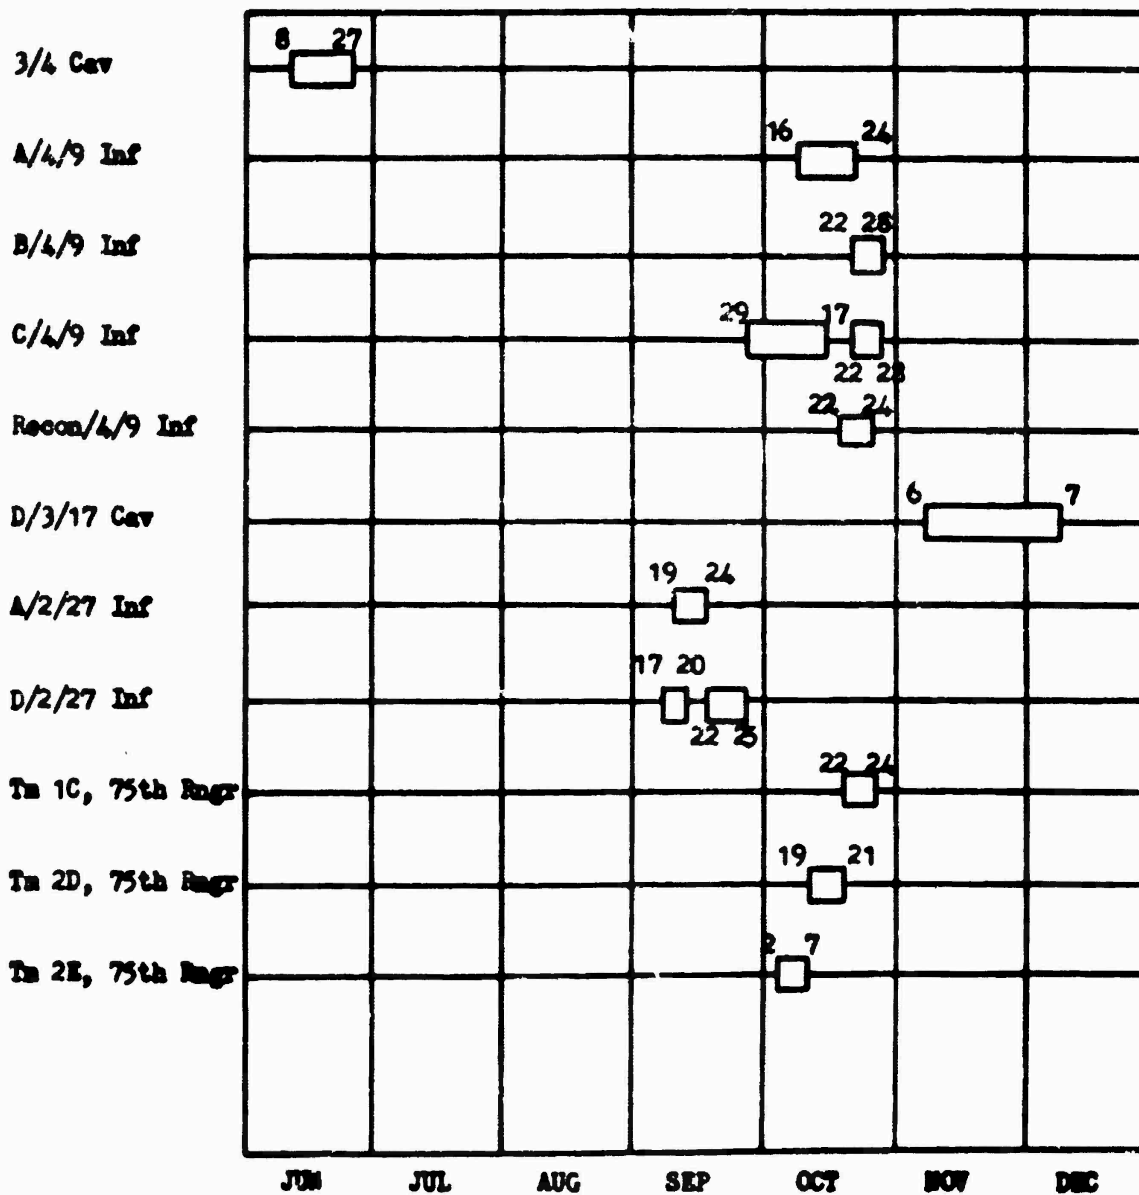 8 27
3/4 Cav
16 24
A/4/9 Inf
22 28
B/4/9 Inf
29 17
C/4/9 Inf
22 28
22 24
Recon/4/9 Inf
6 7
D/3/17 Cav
19 24
A/2/27 Inf
17 20
D/2/27 Inf
22 25
22 24
Tm 1C, 75th Rngr
19 21
Tm 2D, 75th Rngr
2 7
Tm 2E, 75th Rngr
JUN JUL AUG SEP OCT NOV DEC